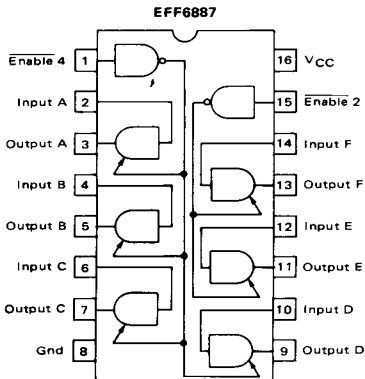 EFF6887
Enable 4 1
Input A 2
Output A 3
Input B 4
Output B 5
Input C 6
Output C 7
Gnd 8
16 VCC
15 Enable 2
14 Input F
13 Output F
12 Input E
11 Output E
10 Input D
9 Output D